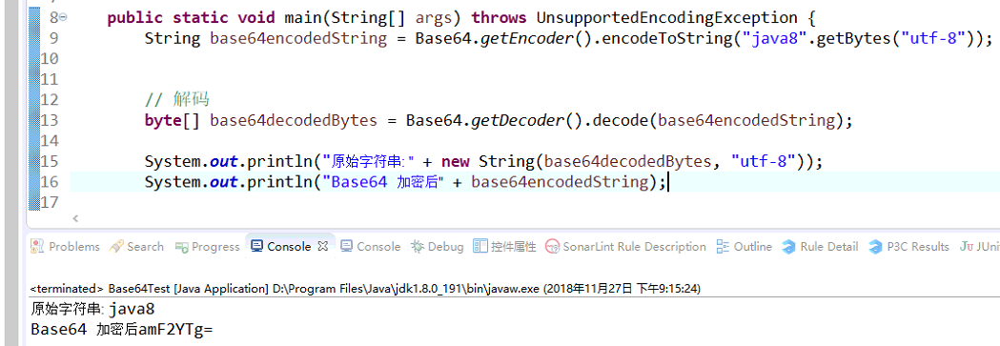 8 public static void main(String[] args) throws UnsupportedEncodingException {
9 String base64encodedString = Base64.getEncoder().encodeToString("java8".getBytes("utf-8"));
10
11
12 // 解码
13 byte[] base64decodedBytes = Base64.getDecoder().decode(base64encodedString);
14
15 System.out.println("原始字符串:" + new String(base64decodedBytes, "utf-8"));
16 System.out.println("Base64 加密后" + base64encodedString);
17
Problems Search Progress Console Console Debug 控件属性 SonarLint Rule Description Outline Rule Detail P3C Results JUni
<terminated> Base64Test [Java Application] D:\Program Files\Java\jdk1.8.0_191\bin\javaw.exe (2018年11月27日 下午9:15:24)
原始字符串:java8
Base64 加密后amF2YTg=